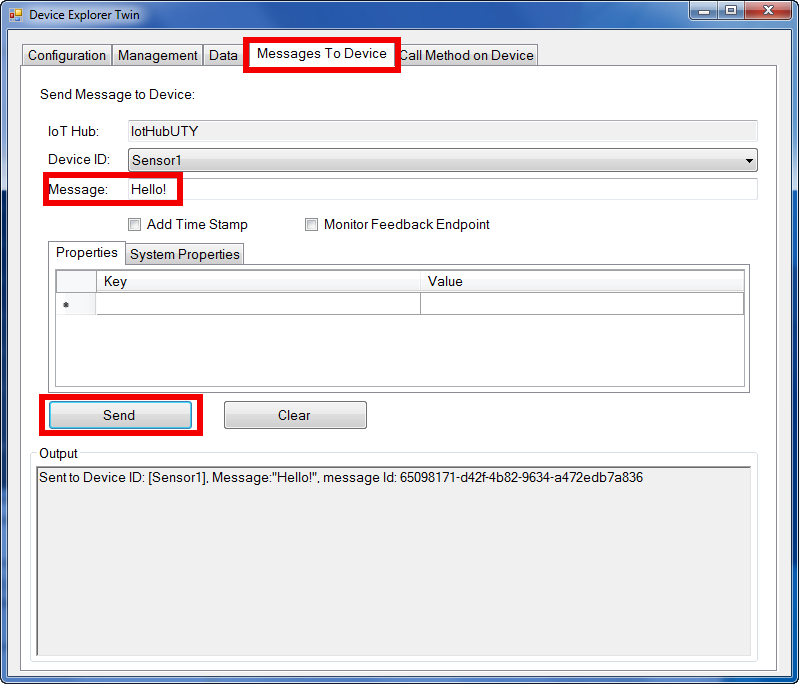 Device Explorer Twin
Configuration Management Data Messages To Device Call Method on Device
Send Message to Device:
IoT Hub: IotHubUTY
Device ID: Sensor1
Message: Hello!
Add Time Stamp Monitor Feedback Endpoint
Properties System Properties
Key Value
*
Send Clear
Output
Sent to Device ID: [Sensor1], Message:"Hello!", message Id: 65098171-d42f-4b82-9634-a472edb7a836